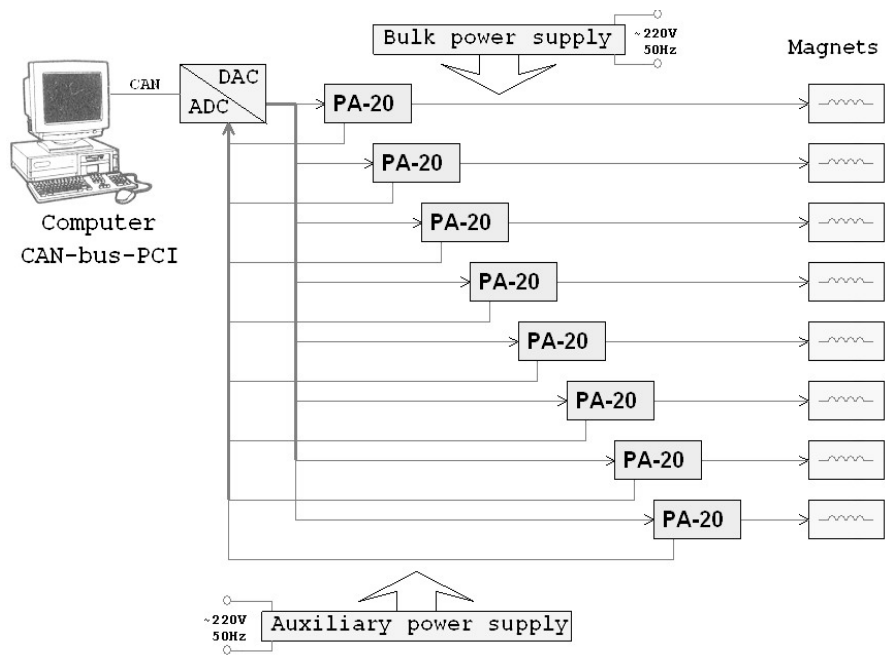 Bulk power supply
~220V
50Hz
Magnets
CAN
DAC
ADC
PA-20
PA-20
Computer
CAN-bus-PCI
PA-20
PA-20
PA-20
PA-20
PA-20
PA-20
~220V
50Hz
Auxiliary power supply